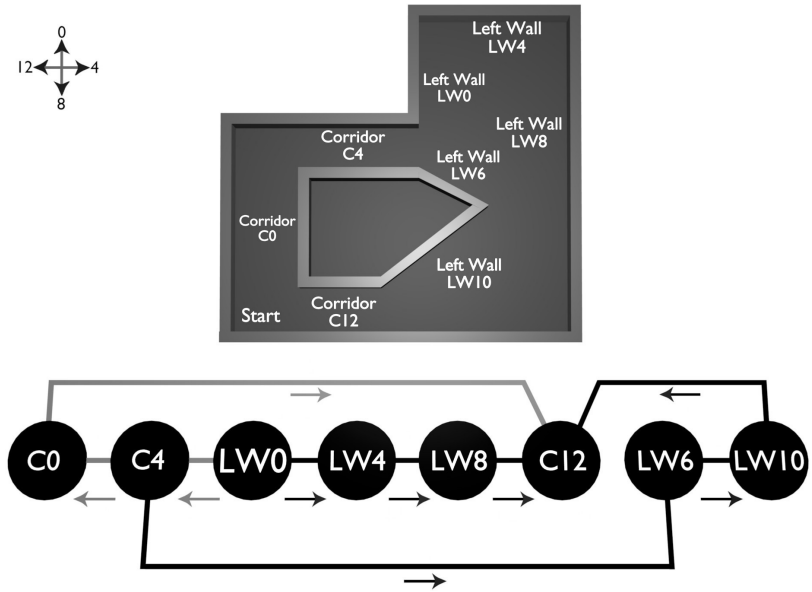 0
12
4
8
Left Wall
LW4
Left Wall
LW0
Left Wall
LW8
Corridor
C4
Left Wall
LW6
Corridor
C0
Left Wall
LW10
Corridor
C12
Start
C0
C4
LW0
LW4
LW8
C12
LW6
LW10